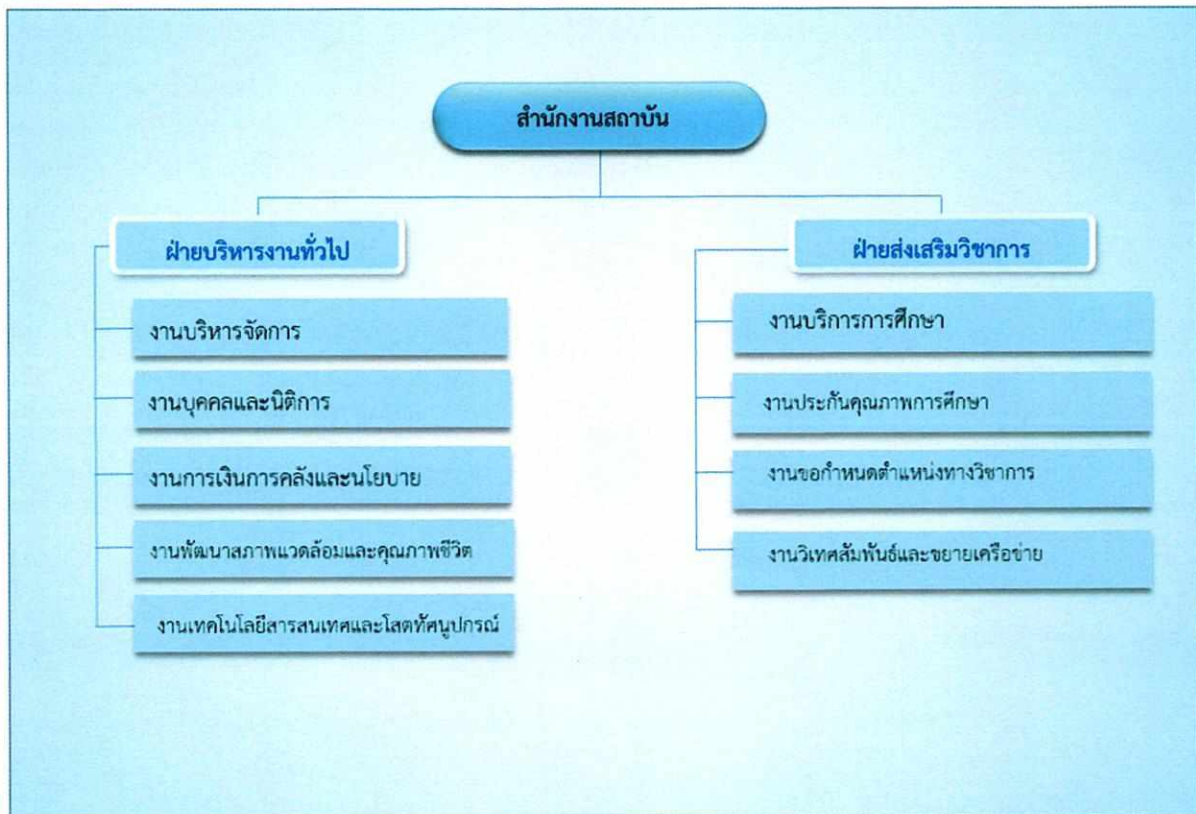 สำนักงานสถาบัน
ฝ่ายบริหารงานทั่วไป
งานบริหารจัดการ
งานบุคคลและนิติการ
งานการเงินการคลังและนโยบาย
งานพัฒนาสภาพแวดล้อมและคุณภาพชีวิต
งานเทคโนโลยีสารสนเทศและโสตทัศนูปกรณ์
ฝ่ายส่งเสริมวิชาการ
งานบริการการศึกษา
งานประกันคุณภาพการศึกษา
งานขอกำหนดตำแหน่งทางวิชาการ
งานวิเทศสัมพันธ์และขยายเครือข่าย